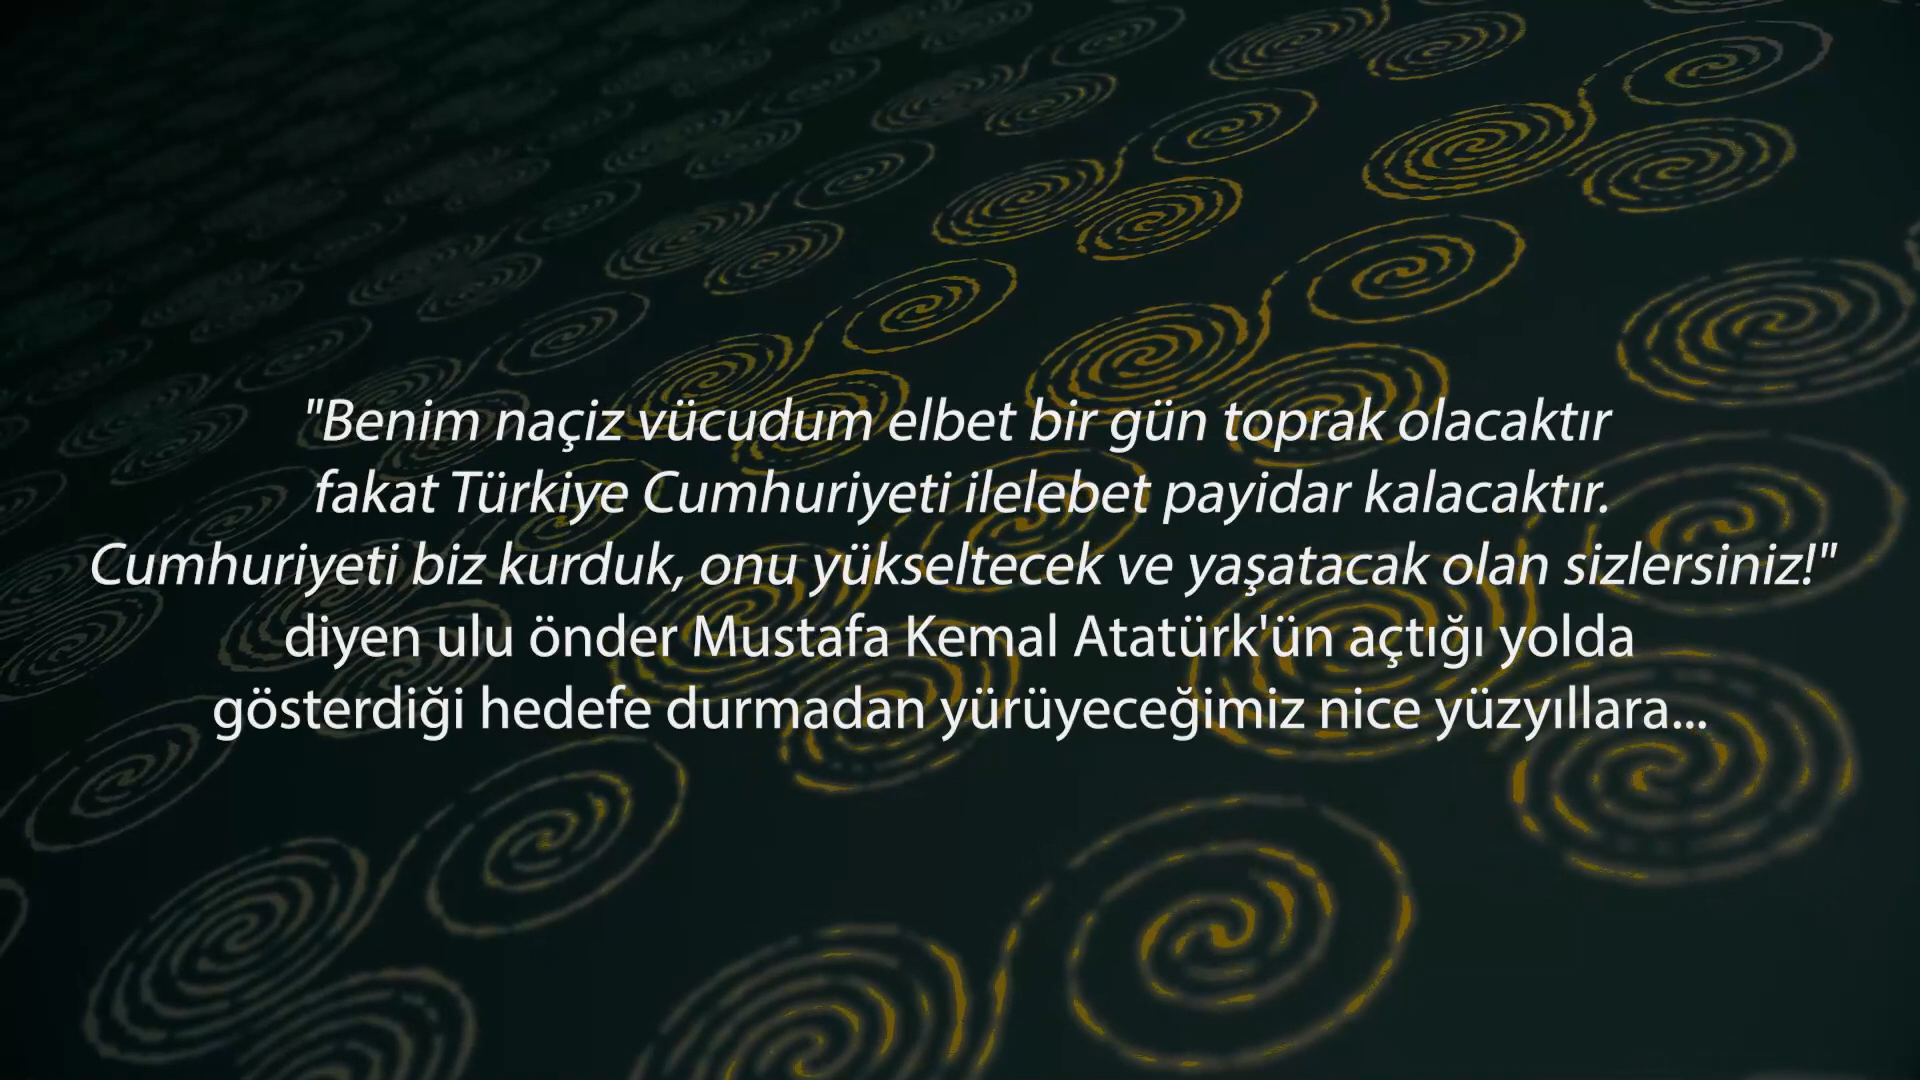 "Benim naçiz vücudum elbet bir gün toprak olacaktır
fakat Türkiye Cumhuriyeti ilelebet payidar kalacaktır.
Cumhuriyeti biz kurduk, onu yükseltecek ve yaşatacak olan sizlersiniz!"
diyen ulu önder Mustafa Kemal Atatürk'ün açtığı yolda
gösterdiği hedefe durmadan yürüyeceğimiz nice yüzyıllara...